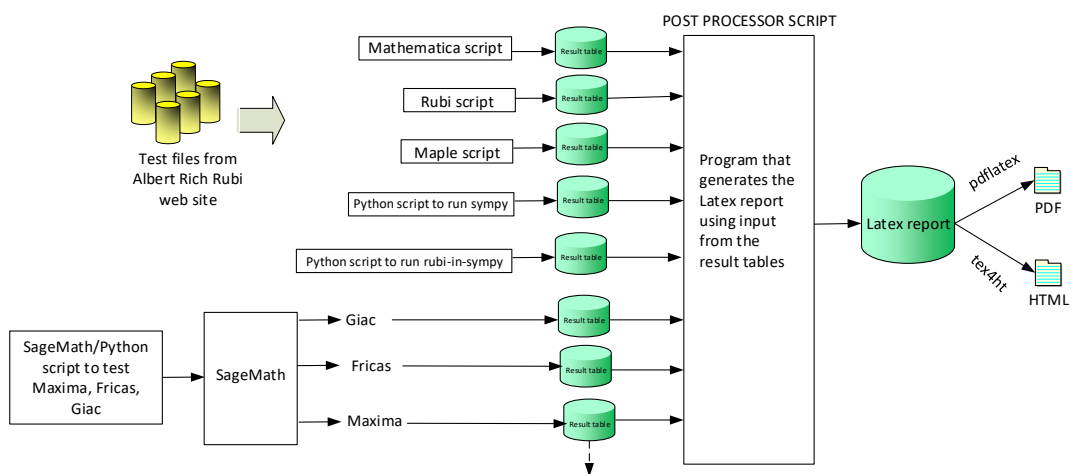 POST PROCESSOR SCRIPT
Mathematica script
Result table
Rubi script
Result table
Maple script
Result table
Test files from
Albert Rich Rubi
web site
Python script to run sympy
Result table
Python script to run rubi-in-sympy
Result table
Giac
Result table
SageMath/Python
script to test
Maxima, Fricas,
Giac
SageMath
Fricas
Result table
Maxima
Result table
Program that
generates the
Latex report
using input
from the
result tables
Latex report
pdflatex
PDF
tex4ht
HTML